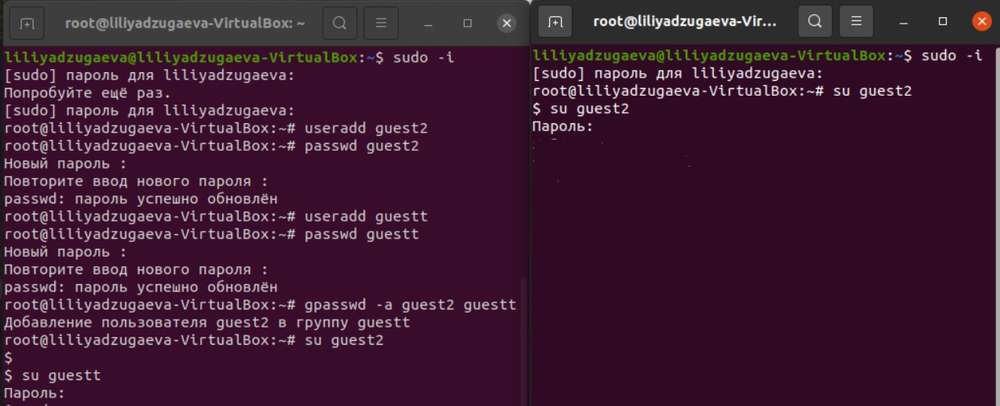 root@liliyadzugaeva-VirtualBox: ~
liliyadzugaeva@liliyadzugaeva-VirtualBox:~$ sudo -i
[sudo] пароль для liliyadzugaeva:
Попробуйте ещё раз.
[sudo] пароль для liliyadzugaeva:
root@liliyadzugaeva-VirtualBox:~# useradd guest2
root@liliyadzugaeva-VirtualBox:~# passwd guest2
Новый пароль :
Повторите ввод нового пароля :
passwd: пароль успешно обновлён
root@liliyadzugaeva-VirtualBox:~# useradd guestt
root@liliyadzugaeva-VirtualBox:~# passwd guestt
Новый пароль :
Повторите ввод нового пароля :
passwd: пароль успешно обновлён
root@liliyadzugaeva-VirtualBox:~# gpasswd -a guest2 guestt
Добавление пользователя guest2 в группу guestt
root@liliyadzugaeva-VirtualBox:~# su guest2
$
$ su guestt
Пароль:
root@liliyadzugaeva-Vir...
liliyadzugaeva@liliyadzugaeva-VirtualBox:~$ sudo -i
[sudo] пароль для liliyadzugaeva:
root@liliyadzugaeva-VirtualBox:~# su guest2
$ su guest2
Пароль: